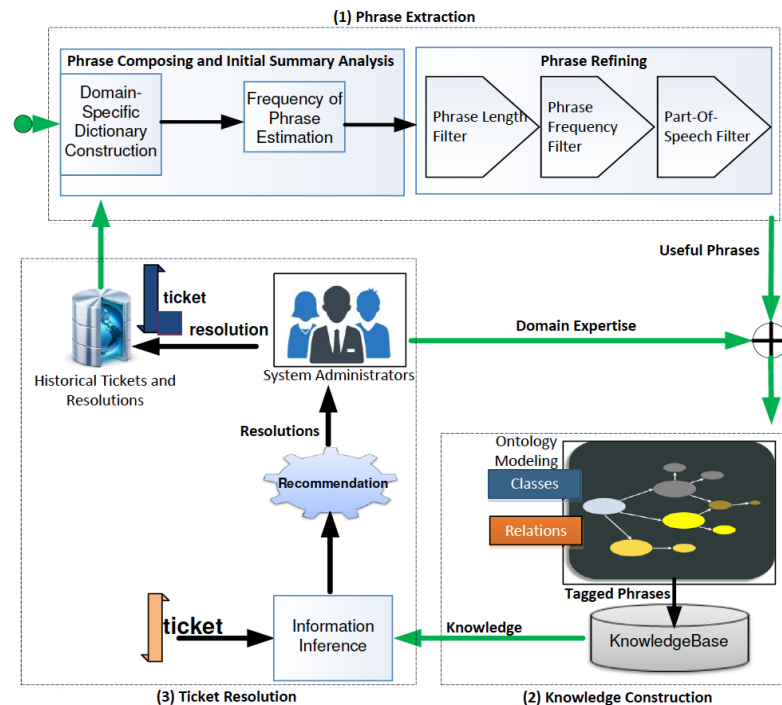 (1) Phrase Extraction
Phrase Composing and Initial Summary Analysis
Domain-
Specific
Dictionary
Construction
Frequency of
Phrase
Estimation
Phrase Refining
Phrase Length
Filter
Phrase
Frequency
Filter
Part-Of-
Speech Filter
Useful Phrases
ticket
resolution
Historical Tickets and
Resolutions
System Administrators
Domain Expertise
Resolutions
Recommendation
ticket
Information
Inference
Knowledge
(3) Ticket Resolution
Ontology
Modeling
Classes
Relations
Tagged Phrases
KnowledgeBase
(2) Knowledge Construction